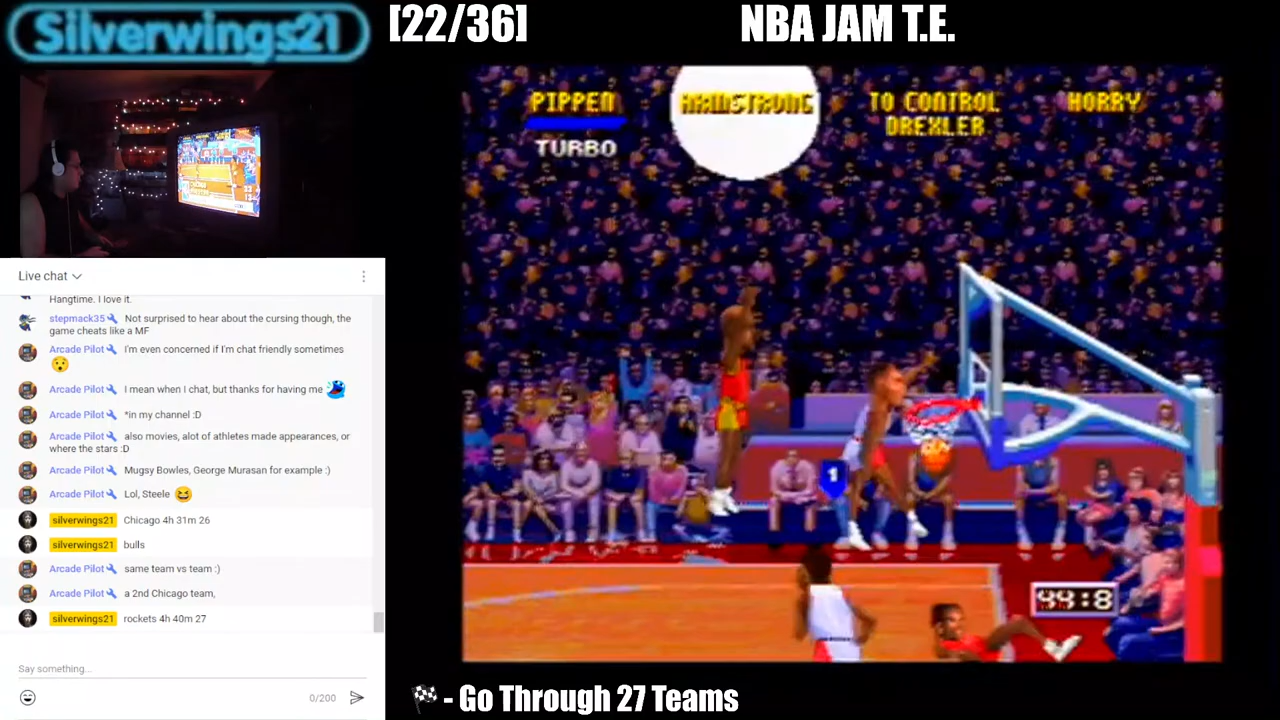 Silverwings21
[22/36]
NBA JAM T.E.
PIPPEN
ARMSTRONG
TO CONTROL
DREXLER
HORRY
TURBO
1
44:8
Live chat
Hangtime. I love it.
stepmack35 Not surprised to hear about the cursing though, the
game cheats like a MF
Arcade Pilot I'm even concerned if I'm chat friendly sometimes
Arcade Pilot I mean when I chat, but thanks for having me
Arcade Pilot *in my channel :D
Arcade Pilot also movies, alot of athletes made appearances, or
where the stars :D
Arcade Pilot Mugsy Bowles, George Murasan for example :)
Arcade Pilot Lol, Steele
silverwings21 Chicago 4h 31m 26
silverwings21 bulls
Arcade Pilot same team vs team :)
Arcade Pilot a 2nd Chicago team,
silverwings21 rockets 4h 40m 27
Say something...
0/200
- Go Through 27 Teams